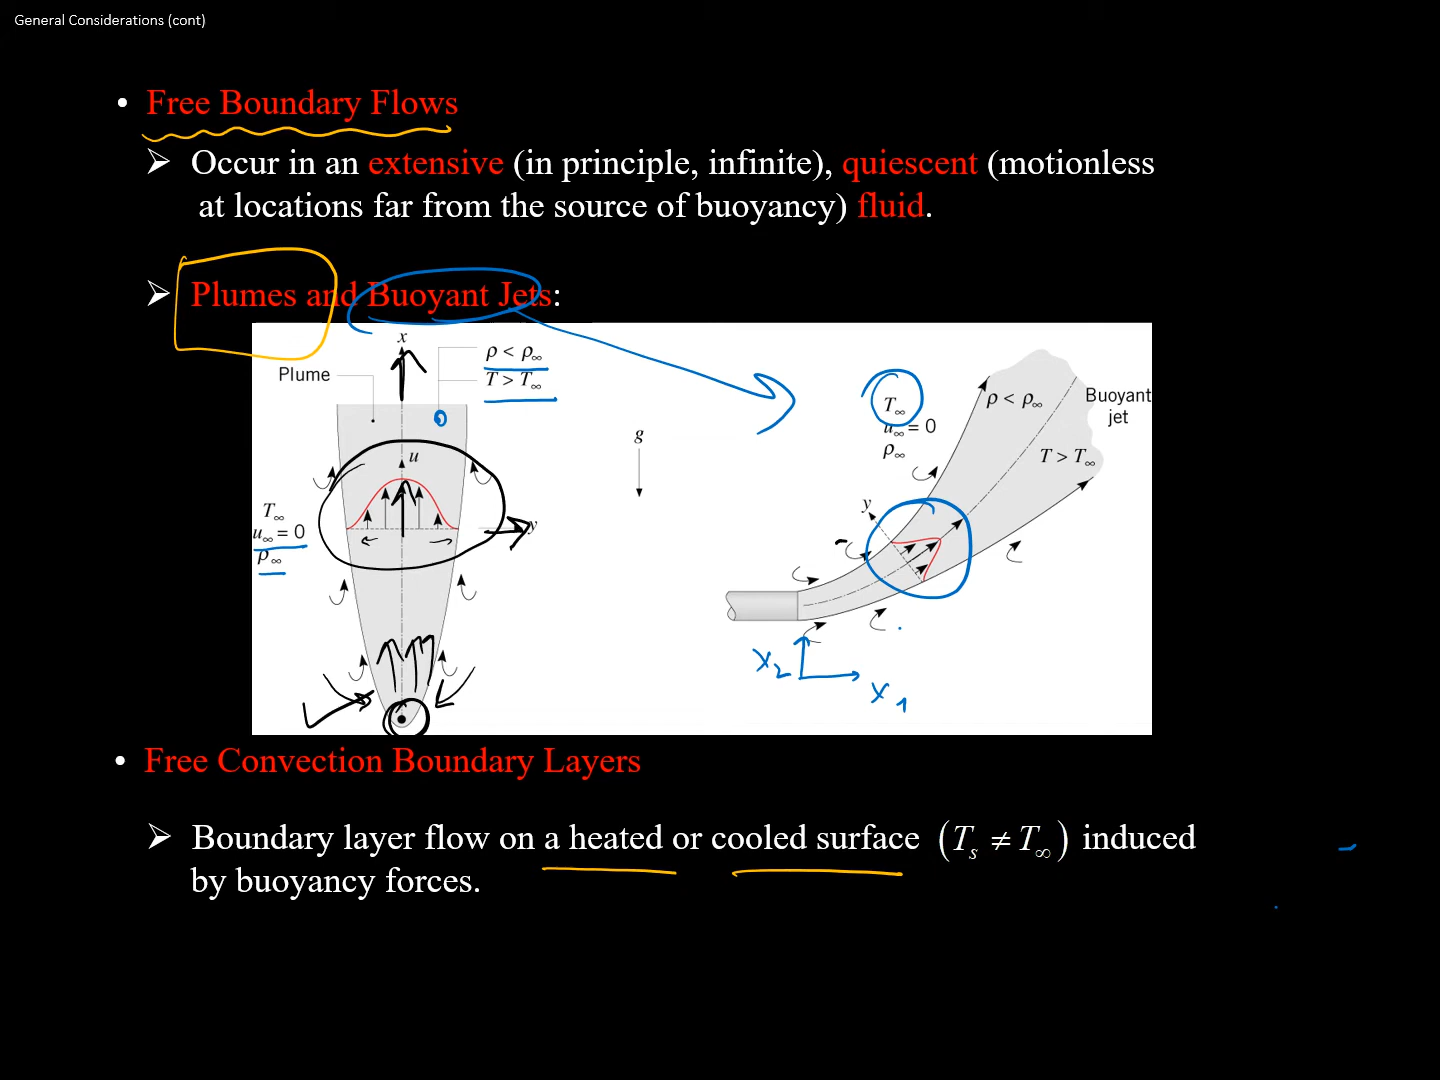 General Considerations (cont)
• Free Boundary Flows
➢ Occur in an extensive (in principle, infinite), quiescent (motionless
at locations far from the source of buoyancy) fluid.
➢ Plumes and Buoyant Jets:
x
ρ < ρ∞
T > T∞
Plume
u
T∞
u∞ = 0
ρ∞
y
g
T∞
u∞ = 0
ρ∞
ρ < ρ∞
Buoyant
jet
T > T∞
y
x₂
x₁
• Free Convection Boundary Layers
➢ Boundary layer flow on a heated or cooled surface (Ts ≠ T∞) induced
by buoyancy forces.